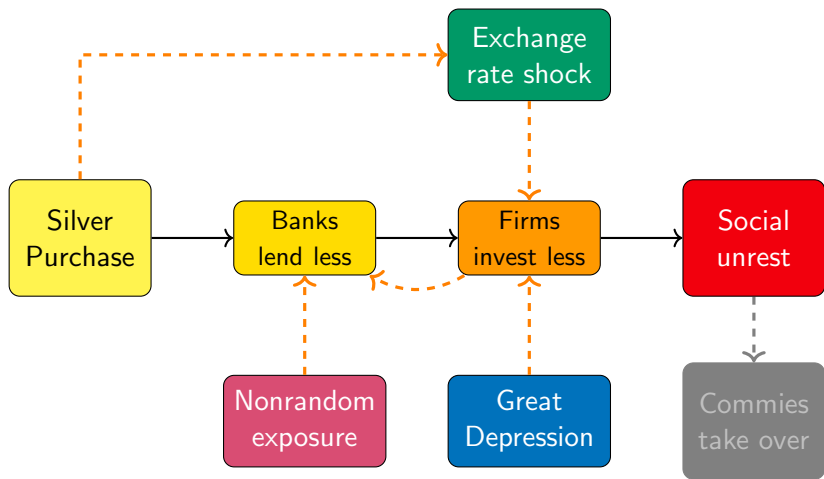 Exchange
rate shock
Silver
Purchase
Banks
lend less
Firms
invest less
Social
unrest
Nonrandom
exposure
Great
Depression
Commies
take over